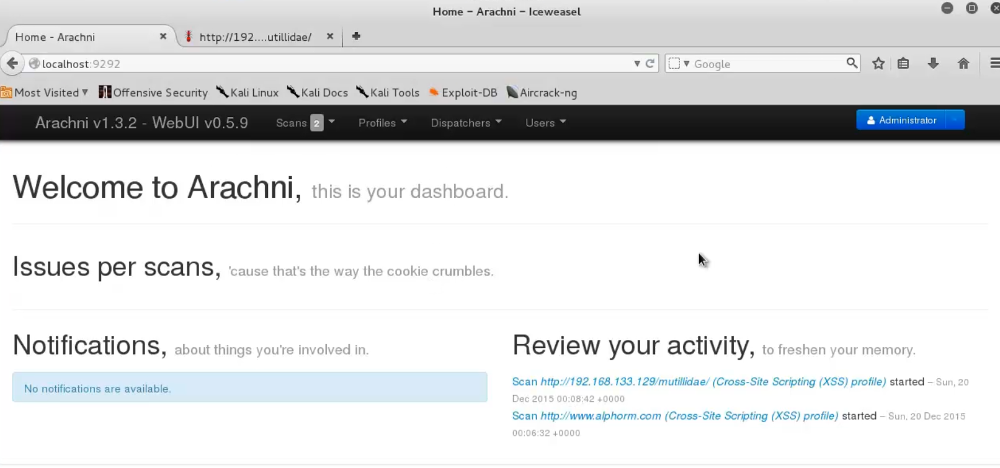 Home – Arachni – Iceweasel
Home - Arachni
http://192....utillidae/
localhost:9292
Google
Most Visited
Offensive Security
Kali Linux
Kali Docs
Kali Tools
Exploit-DB
Aircrack-ng
Arachni v1.3.2 - WebUI v0.5.9
Scans 2
Profiles
Dispatchers
Users
Administrator
Welcome to Arachni, this is your dashboard.
Issues per scans, 'cause that's the way the cookie crumbles.
Notifications, about things you're involved in.
No notifications are available.
Review your activity, to freshen your memory.
Scan http://192.168.133.129/mutillidae/ (Cross-Site Scripting (XSS) profile) started – Sun, 20
Dec 2015 00:08:42 +0000
Scan http://www.alphorm.com (Cross-Site Scripting (XSS) profile) started – Sun, 20 Dec 2015
00:06:32 +0000